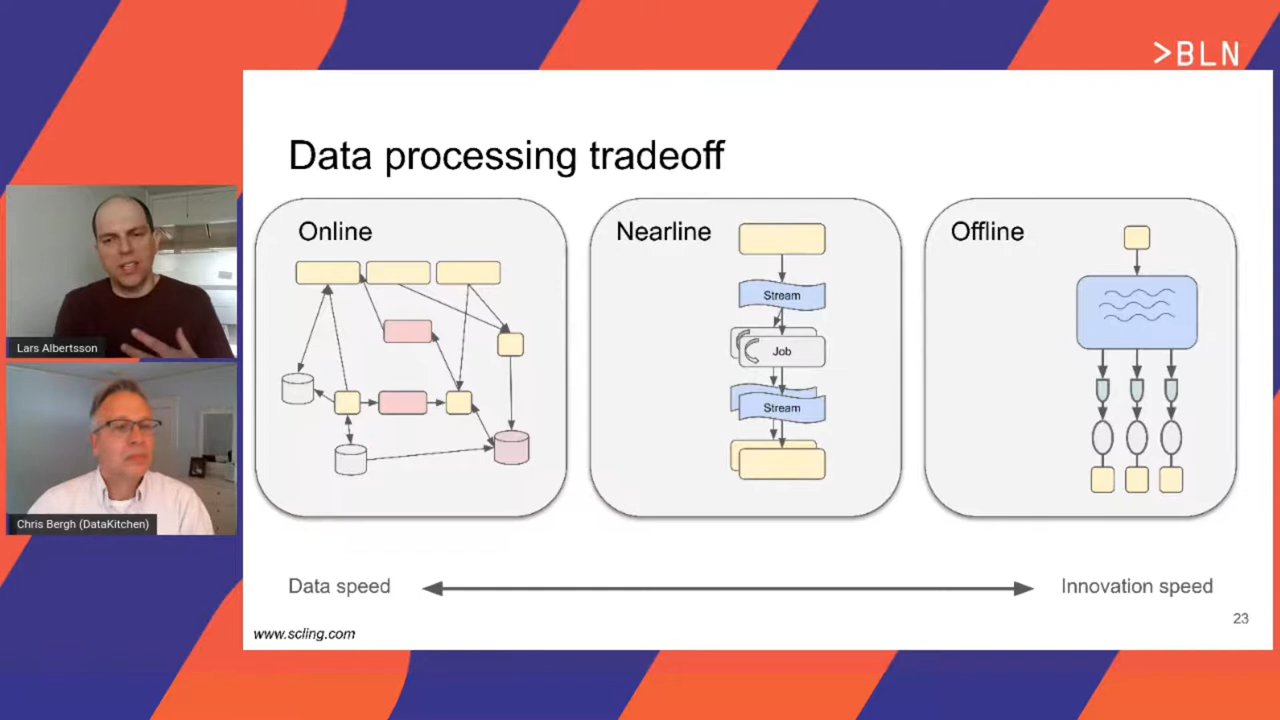 >BLN
Data processing tradeoff
Online
Nearline
Offline
Stream
Job
Stream
Lars Albertsson
Chris Bergh (DataKitchen)
Data speed
Innovation speed
23
www.scling.com